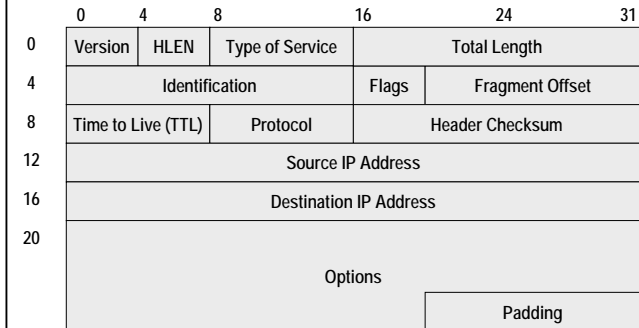 0 4 8 16 24 31
0 Version HLEN Type of Service Total Length
4 Identification Flags Fragment Offset
8 Time to Live (TTL) Protocol Header Checksum
12 Source IP Address
16 Destination IP Address
20
Options
Padding